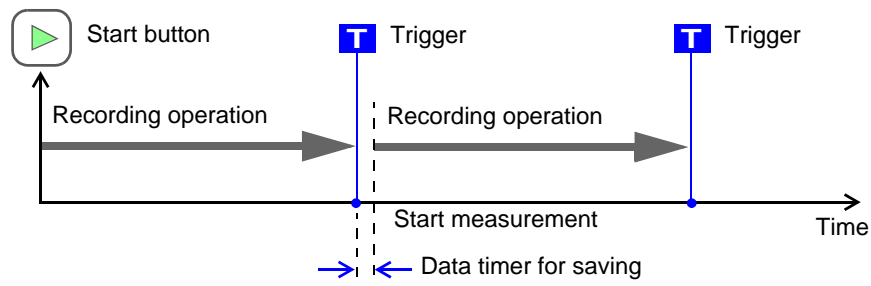 Start button
T Trigger
T Trigger
Recording operation
Recording operation
Start measurement
Time
Data timer for saving